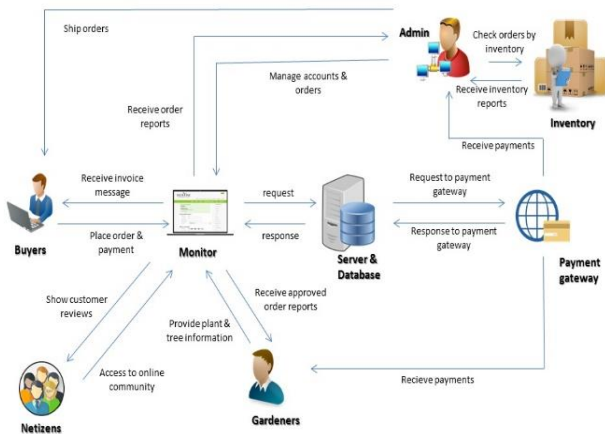 Ship orders
Admin
Check orders by
inventory
Manage accounts &
orders
Receive inventory
reports
Inventory
Receive order
reports
Receive payments
Receive invoice
message
request
Request to payment
gateway
Buyers
Place order &
payment
Monitor
response
Server &
Database
Response to payment
gateway
Payment
gateway
Show customer
reviews
Receive approved
order reports
Provide plant &
tree information
Access to online
community
Recieve payments
Netizens
Gardeners